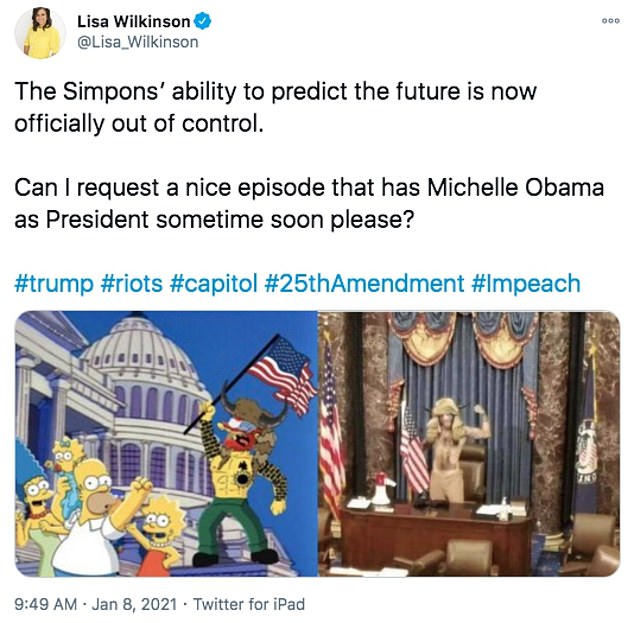 Lisa Wilkinson
@Lisa_Wilkinson
The Simpons’ ability to predict the future is now
officially out of control.
Can I request a nice episode that has Michelle Obama
as President sometime soon please?
#trump #riots #capitol #25thAmendment #Impeach
9:49 AM · Jan 8, 2021 · Twitter for iPad